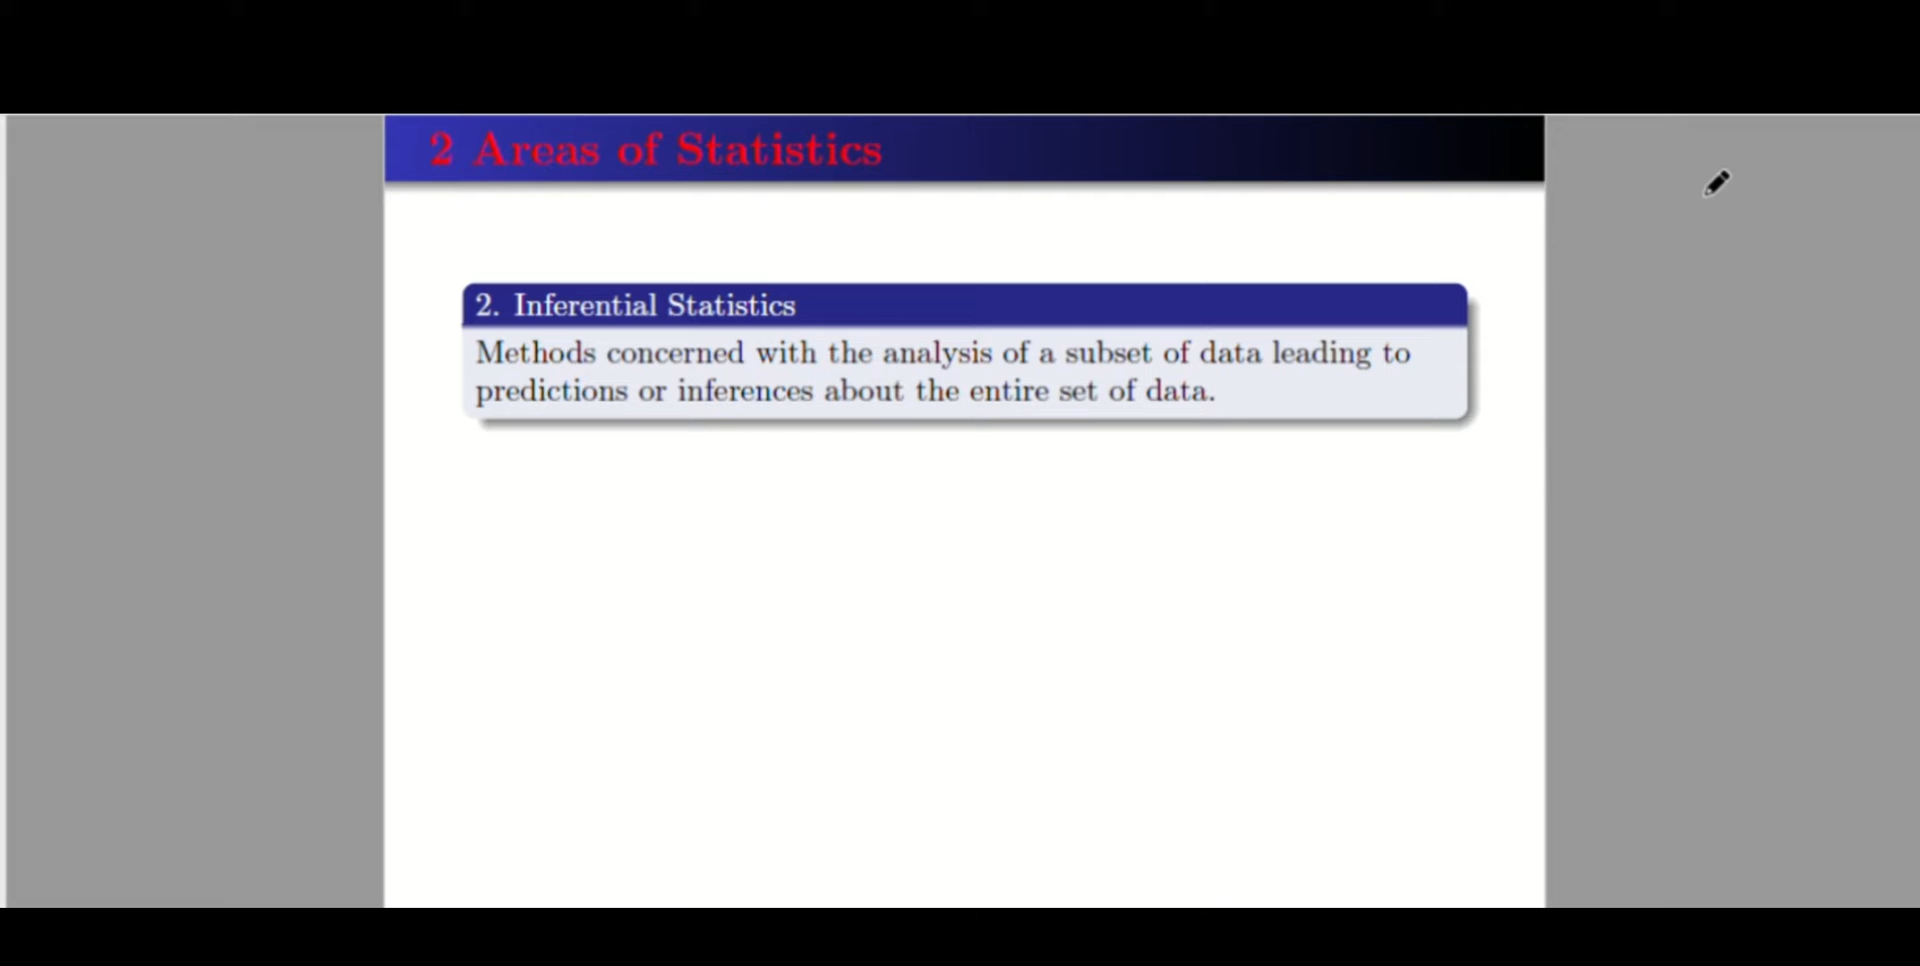 2 Areas of Statistics
2. Inferential Statistics
Methods concerned with the analysis of a subset of data leading to
predictions or inferences about the entire set of data.